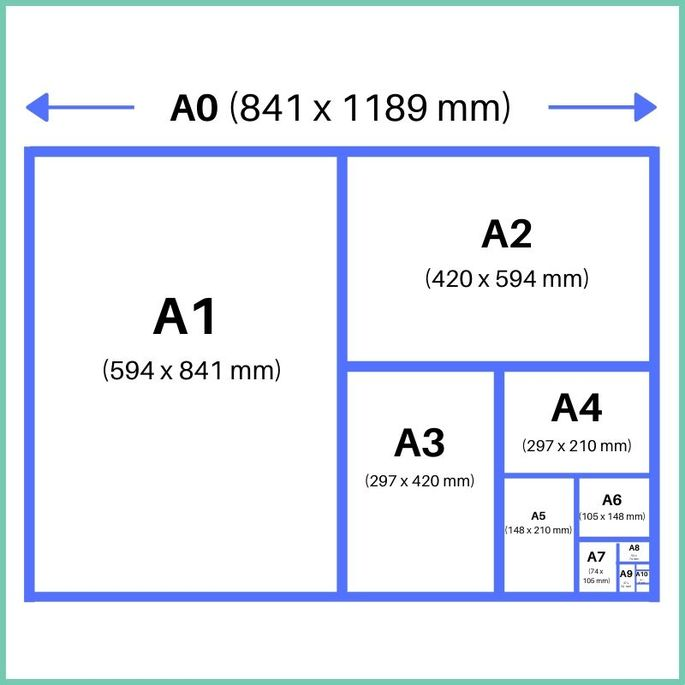 A0 (841 x 1189 mm)
A1
(594 x 841 mm)
A2
(420 x 594 mm)
A3
(297 x 420 mm)
A4
(297 x 210 mm)
A5
(148 x 210 mm)
A6
(105 x 148 mm)
A7
(74 x
105 mm)
A8
A9
A10